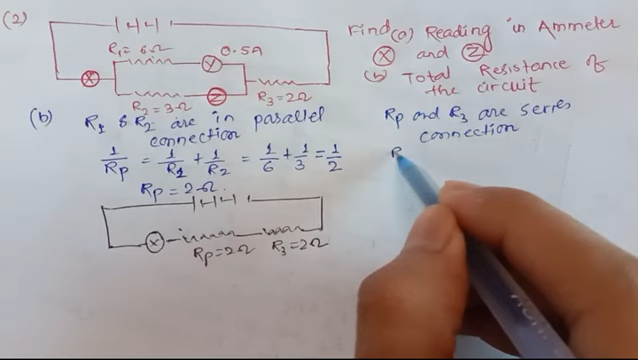 (2)
R1 = 6Ω
Y
0.5A
X
R2 = 3Ω
Z
R3 = 2Ω
Find (a) Reading in Ammeter
X and Z
(b) Total Resistance of
the circuit
(b) R1 & R2 are in parallel
connection
1/Rp = 1/R1 + 1/R2 = 1/6 + 1/3 = 1/2
Rp = 2Ω.
X
Rp = 2Ω R3 = 2Ω
Rp and R3 are series
connection
R